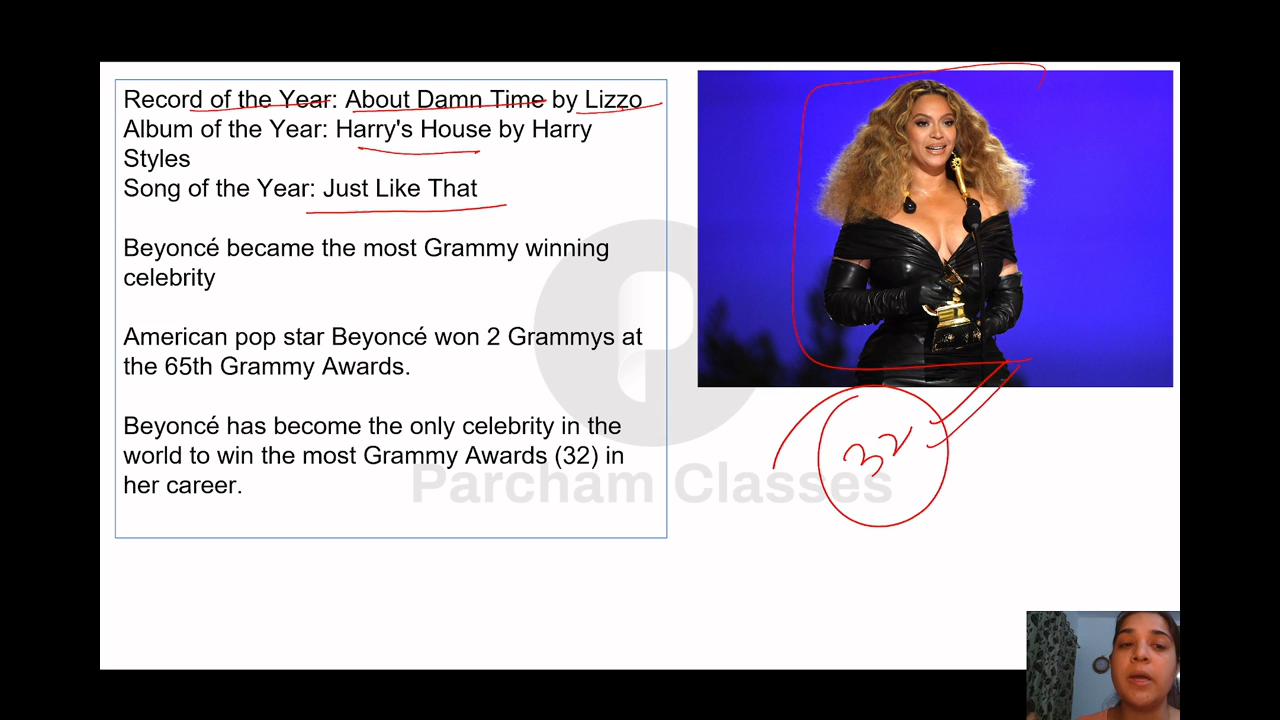 Record of the Year: About Damn Time by Lizzo
Album of the Year: Harry's House by Harry
Styles
Song of the Year: Just Like That
Beyoncé became the most Grammy winning
celebrity
American pop star Beyoncé won 2 Grammys at
the 65th Grammy Awards.
Beyoncé has become the only celebrity in the
world to win the most Grammy Awards (32) in
her career.
32
Parcham Classes